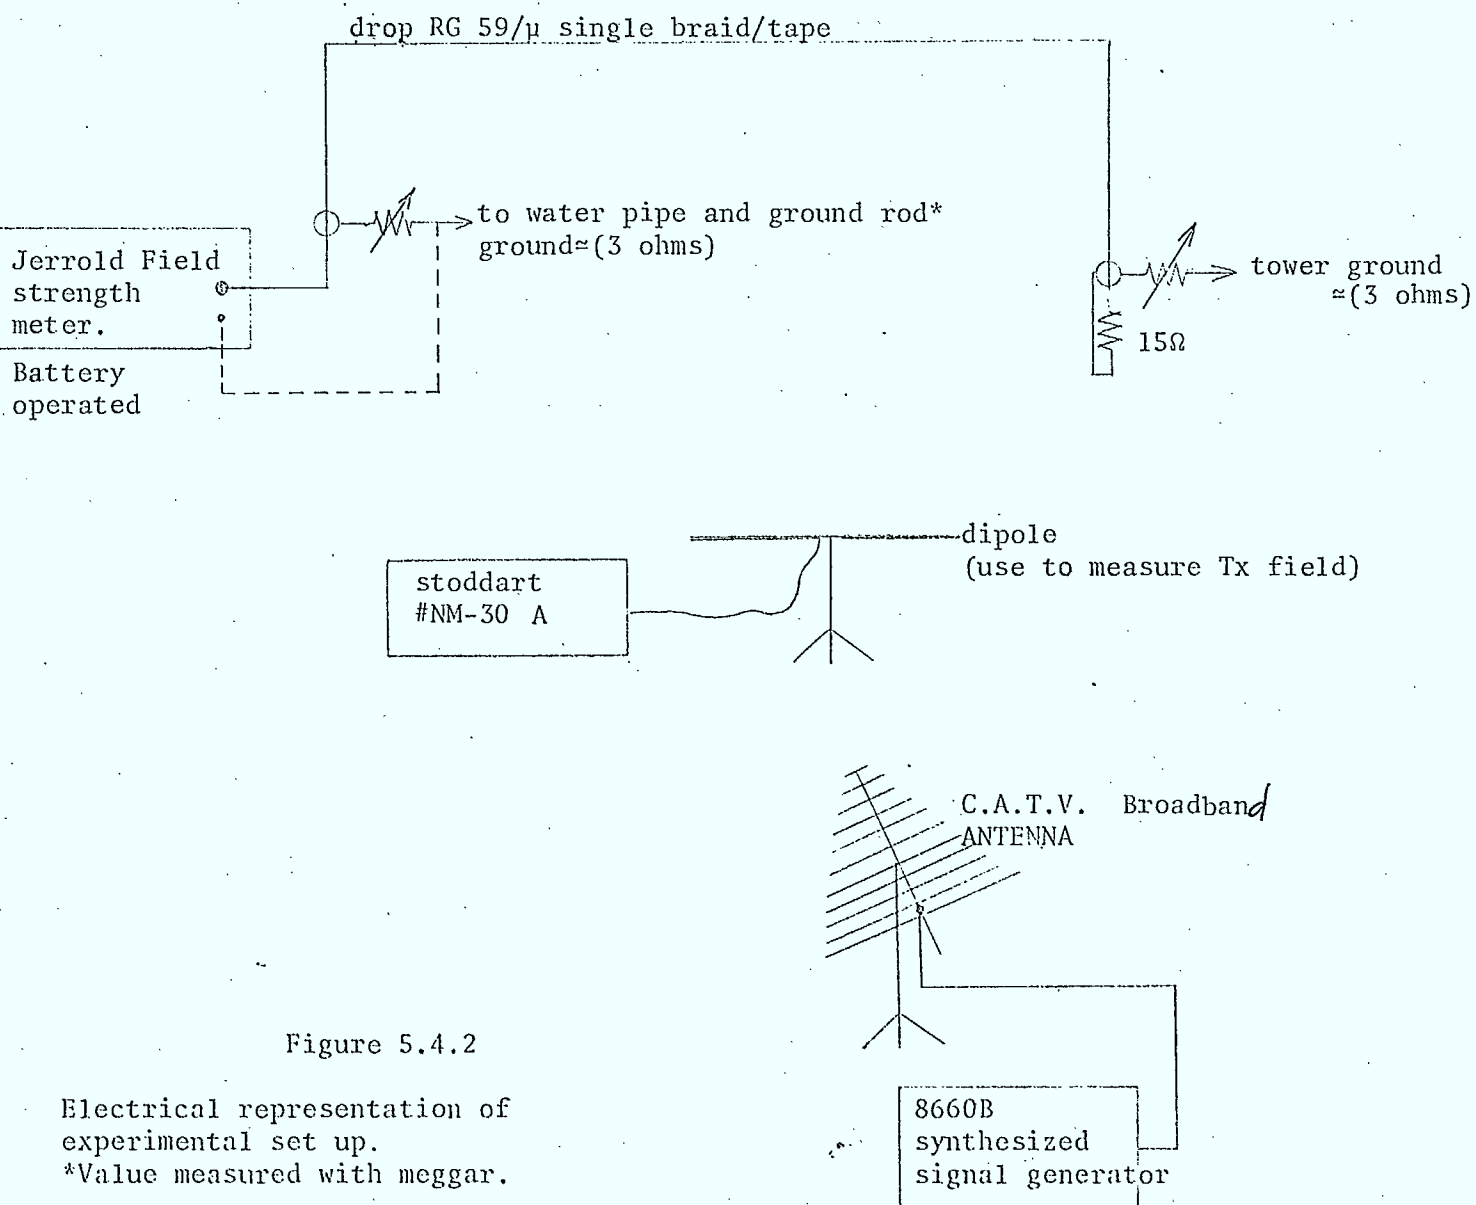 drop RG 59/μ single braid/tape
to water pipe and ground rod*
ground≃(3 ohms)
Jerrold Field
strength
meter.
Battery
operated
tower ground
≃(3 ohms)
15Ω
dipole
(use to measure Tx field)
stoddart
#NM-30 A
C.A.T.V. Broadband
ANTENNA
Figure 5.4.2
Electrical representation of
experimental set up.
*Value measured with meggar.
8660B
synthesized
signal generator